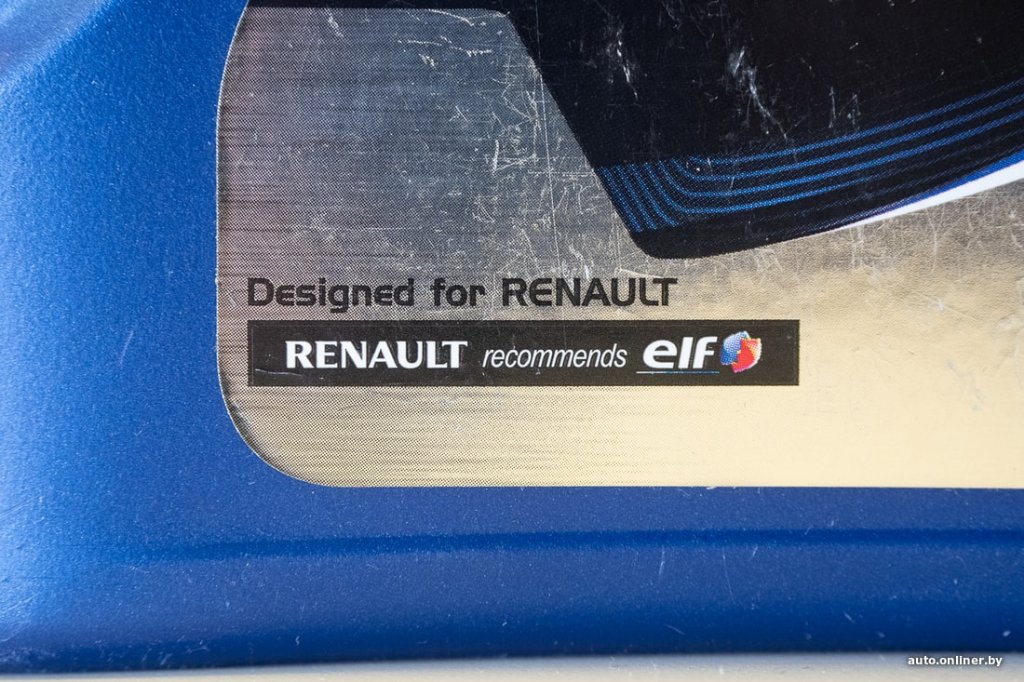 Designed for RENAULT
RENAULT recommends elf
auto.onliner.by